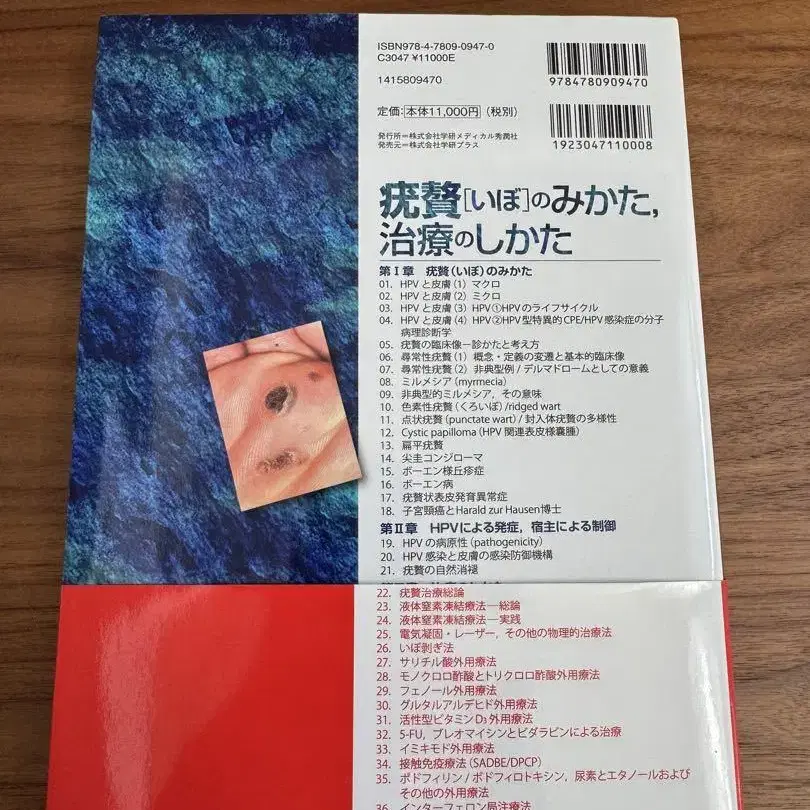 ISBN978-4-7809-0947-0
C3047 ¥11000E
1415809470
9784780909470
定価:本体11,000円(税別)
発行所=株式会社学研メディカル秀潤社
発売元=株式会社学研プラス
1923047110008
疣贅[いぼ]のみかた,
治療のしかた
第Ⅰ章 疣贅(いぼ)のみかた
01. HPVと皮膚(1)マクロ
02. HPVと皮膚(2)ミクロ
03. HPVと皮膚(3)HPV①HPVのライフサイクル
04. HPVと皮膚(4)HPV②HPV型特異的CPE/HPV感染症の分子
病理診断学
05. 疣贅の臨床像―診かたと考え方
06. 尋常性疣贅(1)概念・定義の変遷と基本的臨床像
07. 尋常性疣贅(2)非典型例/デルマドロームとしての意義
08. ミルメシア(myrmecia)
09. 非典型的ミルメシア,その意味
10. 色素性疣贅(くろいぼ)/ridged wart
11. 点状疣贅(punctate wart)/封入体疣贅の多様性
12. Cystic papilloma(HPV関連表皮様嚢腫)
13. 扁平疣贅
14. 尖圭コンジローマ
15. ボーエン様丘疹症
16. ボーエン病
17. 疣贅状表皮発育異常症
18. 子宮頸癌とHarald zur Hausen博士
第Ⅱ章 HPVによる発症,宿主による制御
19. HPVの病原性(pathogenicity)
20. HPV感染と皮膚の感染防御機構
21. 疣贅の自然消褪
22. 疣贅治療総論
23. 液体窒素凍結療法―総論
24. 液体窒素凍結療法―実践
25. 電気凝固・レーザー,その他の物理的治療法
26. いぼ剥ぎ法
27. サリチル酸外用療法
28. モノクロロ酢酸とトリクロロ酢酸外用療法
29. フェノール外用療法
30. グルタルアルデヒド外用療法
31. 活性型ビタミンD₃外用療法
32. 5-FU,ブレオマイシンとビダラビンによる治療
33. イミキモド外用療法
34. 接触免疫療法(SADBE/DPCP)
35. ポドフィリン/ポドフィロトキシン,尿素とエタノールおよび
その他の外用療法
36. インターフェロン局注療法